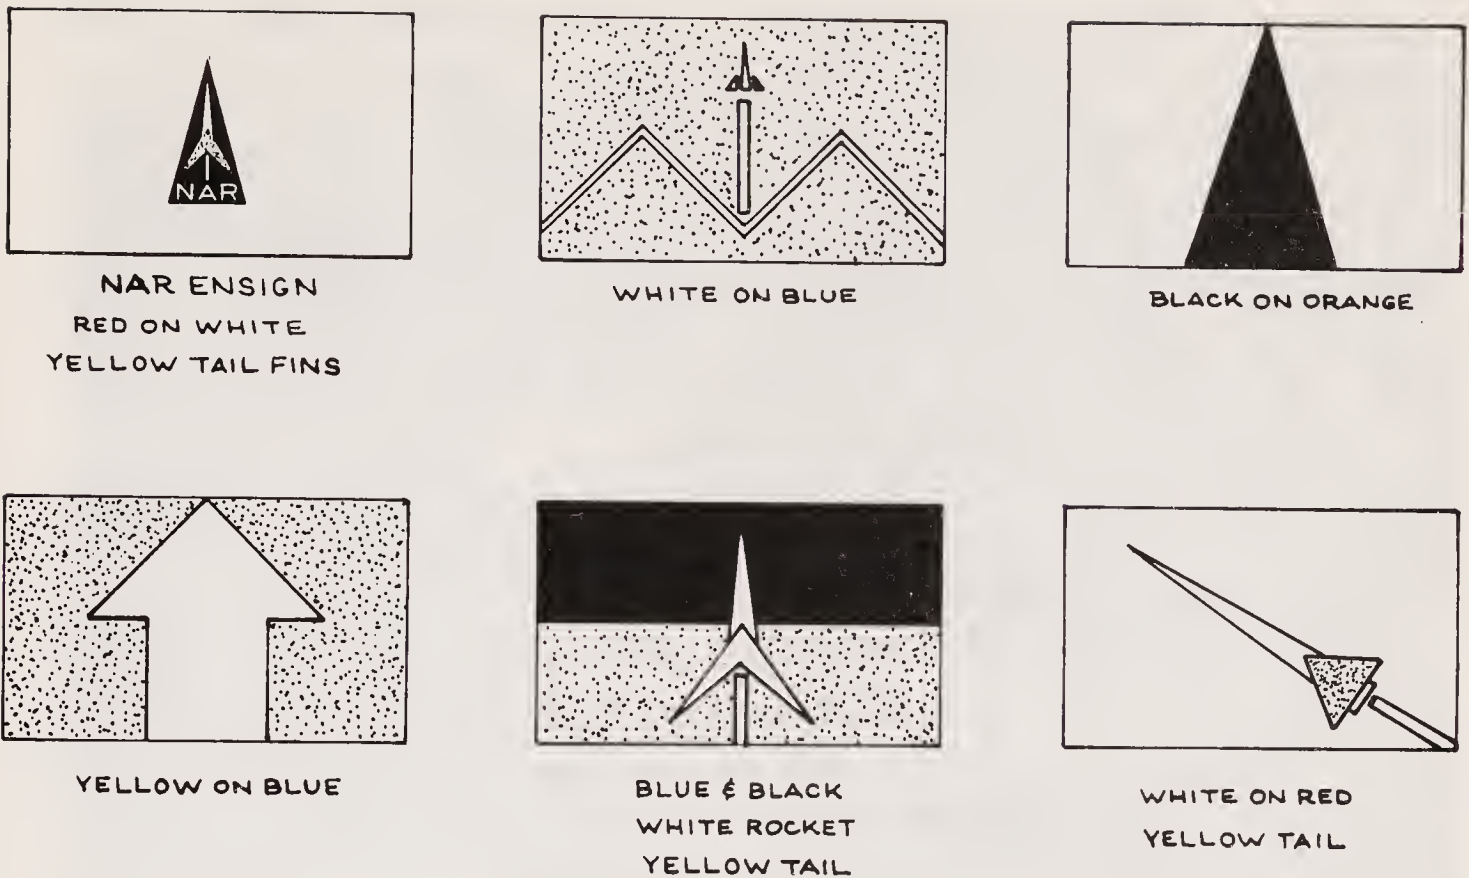 NAR
NAR ENSIGN
RED ON WHITE
YELLOW TAIL FINS
WHITE ON BLUE
BLACK ON ORANGE
YELLOW ON BLUE
BLUE & BLACK
WHITE ROCKET
YELLOW TAIL
WHITE ON RED
YELLOW TAIL